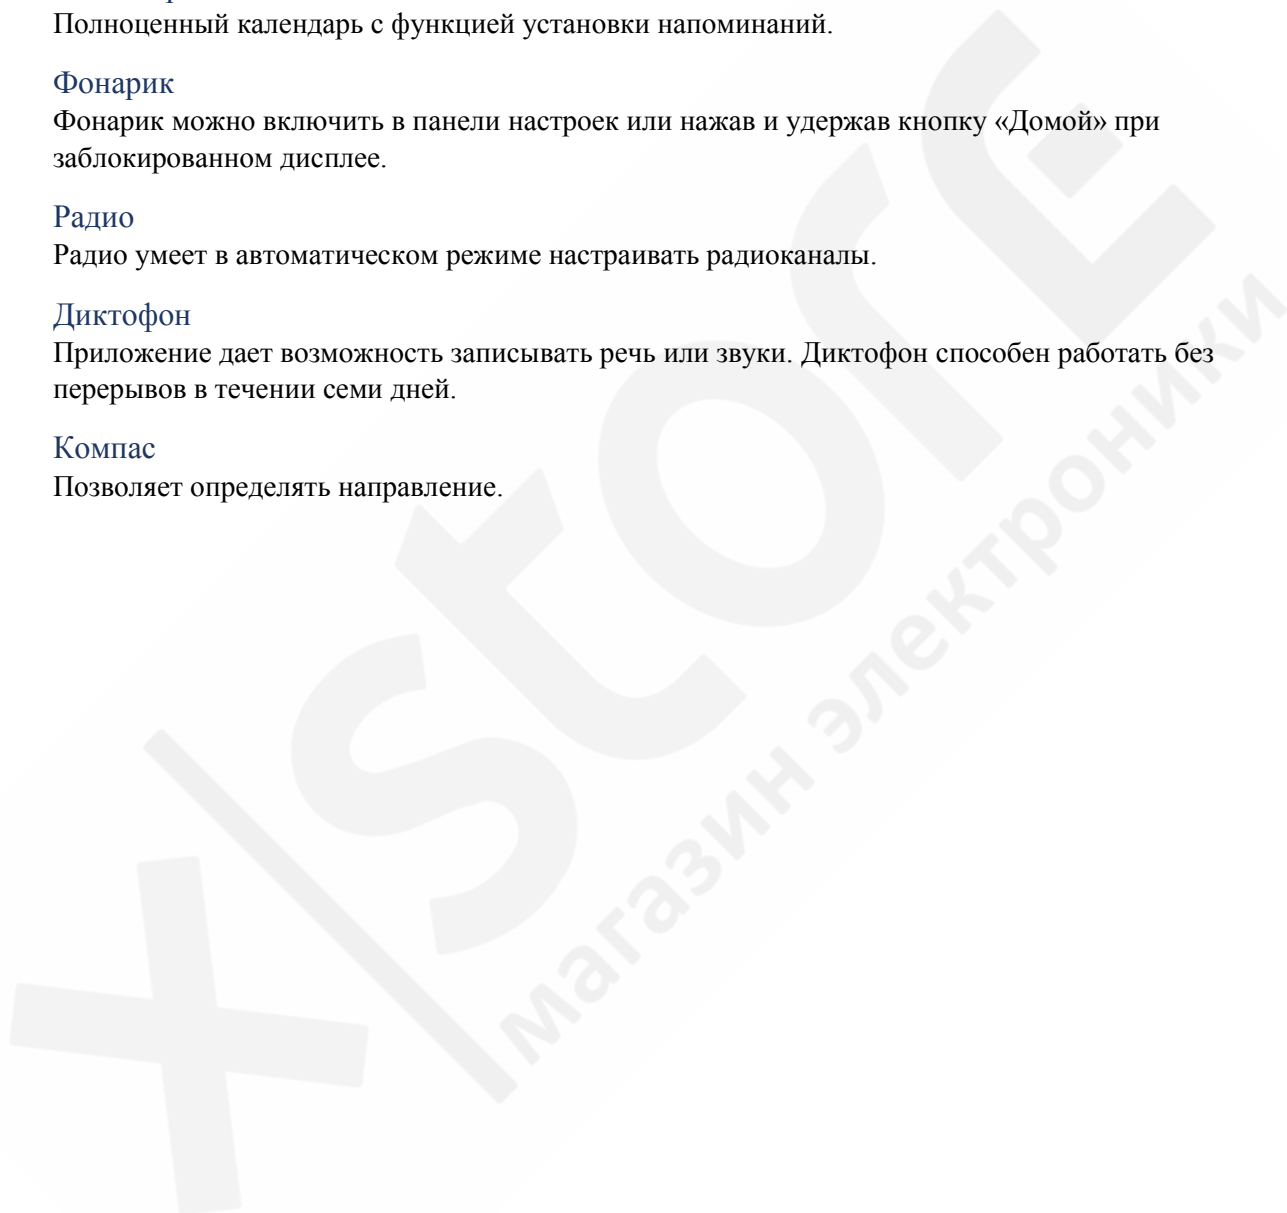 Полноценный календарь с функцией установки напоминаний.
Фонарик
Фонарик можно включить в панели настроек или нажав и удержав кнопку «Домой» при
заблокированном дисплее.
Радио
Радио умеет в автоматическом режиме настраивать радиоканалы.
Диктофон
Приложение дает возможность записывать речь или звуки. Диктофон способен работать без
перерывов в течении семи дней.
Компас
Позволяет определять направление.
x|store
магазин электроники